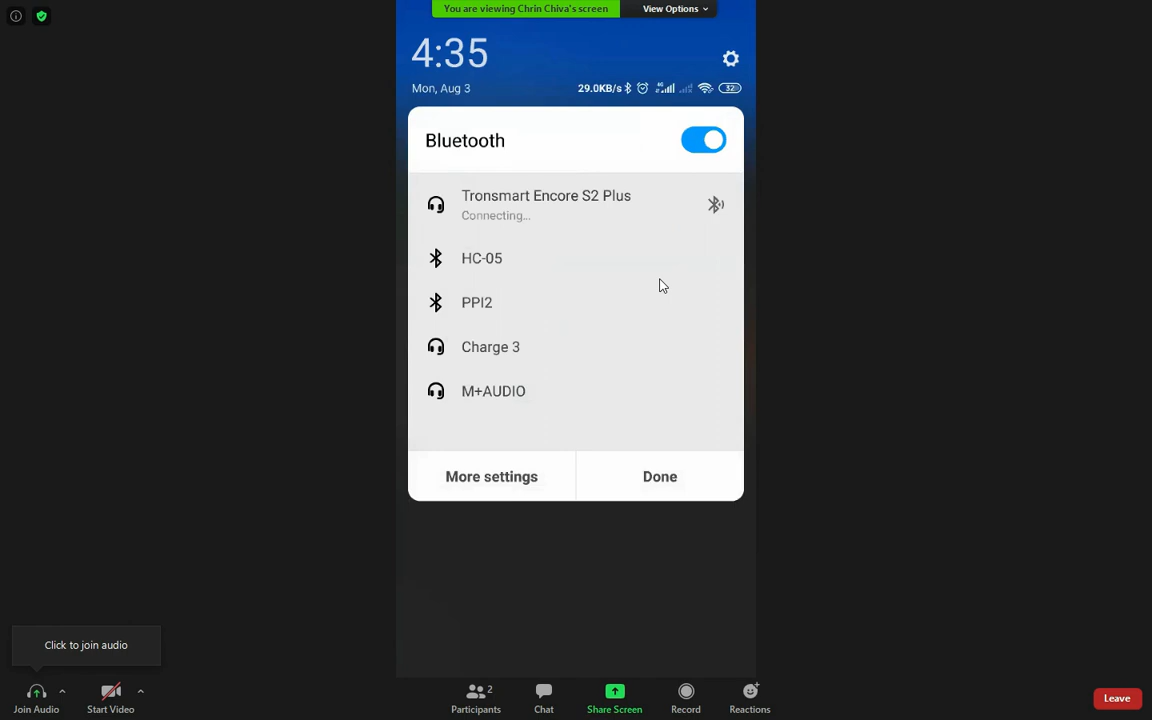 You are viewing Chrin Chiva's screen
View Options
4:35
Mon, Aug 3
29.0KB/s
4G
32
Bluetooth
Tronsmart Encore S2 Plus
Connecting...
HC-05
PPI2
Charge 3
M+AUDIO
More settings
Done
Click to join audio
Join Audio
Start Video
2
Participants
Chat
Share Screen
Record
Reactions
Leave